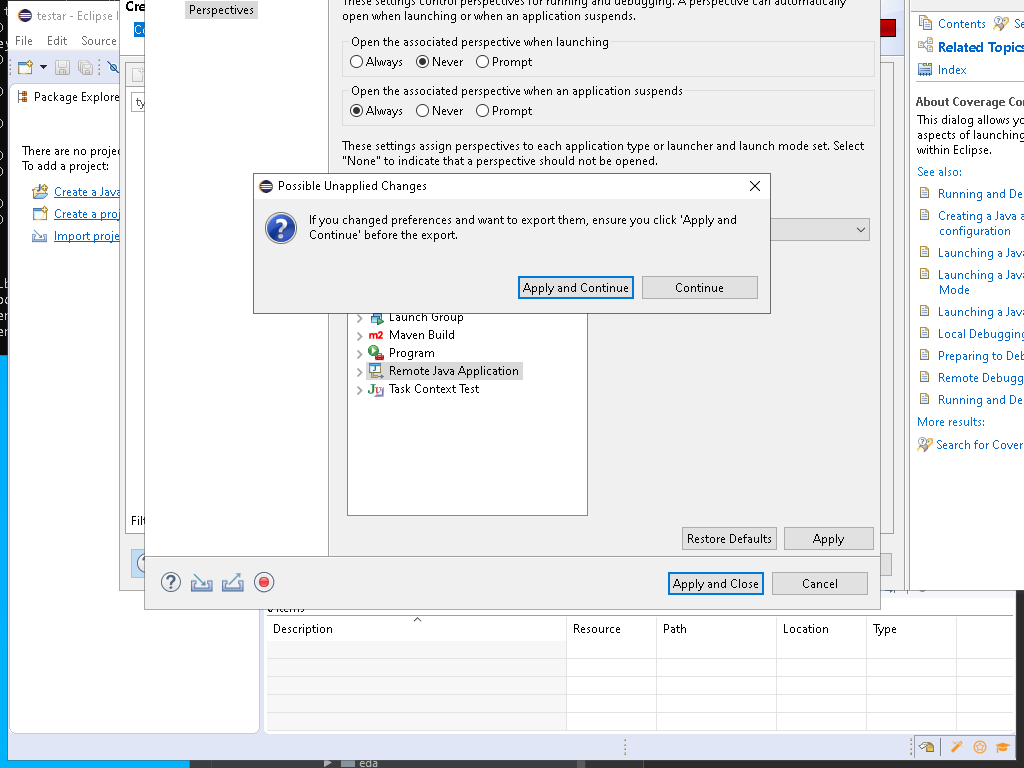 testar - Eclipse I
File Edit Source
Package Explore
There are no projec
To add a project:
Create a Java
Create a proj
Import proje
Cre
Co
ty
Filt
Perspectives
These settings control perspectives for running and debugging. A perspective can automatically
open when launching or when an application suspends.
Open the associated perspective when launching
Always Never Prompt
Open the associated perspective when an application suspends
Always Never Prompt
These settings assign perspectives to each application type or launcher and launch mode set. Select
"None" to indicate that a perspective should not be opened.
Possible Unapplied Changes
If you changed preferences and want to export them, ensure you click 'Apply and
Continue' before the export.
Apply and Continue Continue
Launch Group
Maven Build
Program
Remote Java Application
Task Context Test
Restore Defaults Apply
Apply and Close Cancel
Contents Se
Related Topics
Index
About Coverage Co
This dialog allows yo
aspects of launching
within Eclipse.
See also:
Running and De
Creating a Java a
configuration
Launching a Java
Launching a Java
Mode
Launching a Java
Local Debugging
Preparing to Deb
Remote Debugg
Running and De
More results:
Search for Cover
0 items
Description Resource Path Location Type
eda